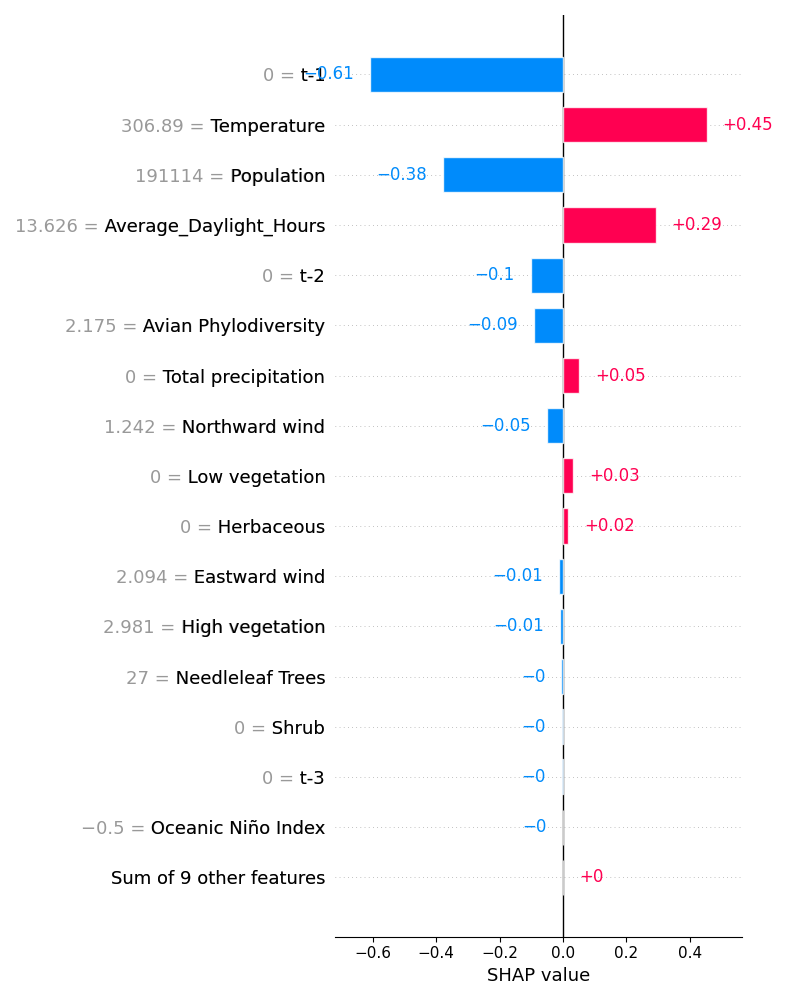 0 = t-1 −0.61
306.89 = Temperature +0.45
191114 = Population −0.38
13.626 = Average_Daylight_Hours +0.29
0 = t-2 −0.1
2.175 = Avian Phylodiversity −0.09
0 = Total precipitation +0.05
1.242 = Northward wind −0.05
0 = Low vegetation +0.03
0 = Herbaceous +0.02
2.094 = Eastward wind −0.01
2.981 = High vegetation −0.01
27 = Needleleaf Trees −0
0 = Shrub −0
0 = t-3 −0
−0.5 = Oceanic Niño Index −0
Sum of 9 other features +0
−0.6 −0.4 −0.2 0.0 0.2 0.4
SHAP value